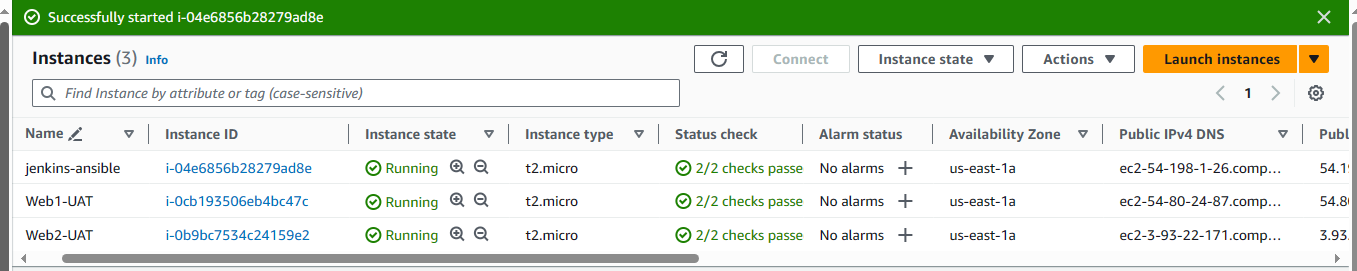 Successfully started i-04e6856b28279ad8e
Instances (3) Info Connect Instance state Actions Launch instances
Find Instance by attribute or tag (case-sensitive) 1
Name Instance ID Instance state Instance type Status check Alarm status Availability Zone Public IPv4 DNS Publ
jenkins-ansible i-04e6856b28279ad8e Running t2.micro 2/2 checks passe No alarms us-east-1a ec2-54-198-1-26.comp... 54.19
Web1-UAT i-0cb193506eb4bc47c Running t2.micro 2/2 checks passe No alarms us-east-1a ec2-54-80-24-87.comp... 54.80
Web2-UAT i-0b9bc7534c24159e2 Running t2.micro 2/2 checks passe No alarms us-east-1a ec2-3-93-22-171.comp... 3.93.